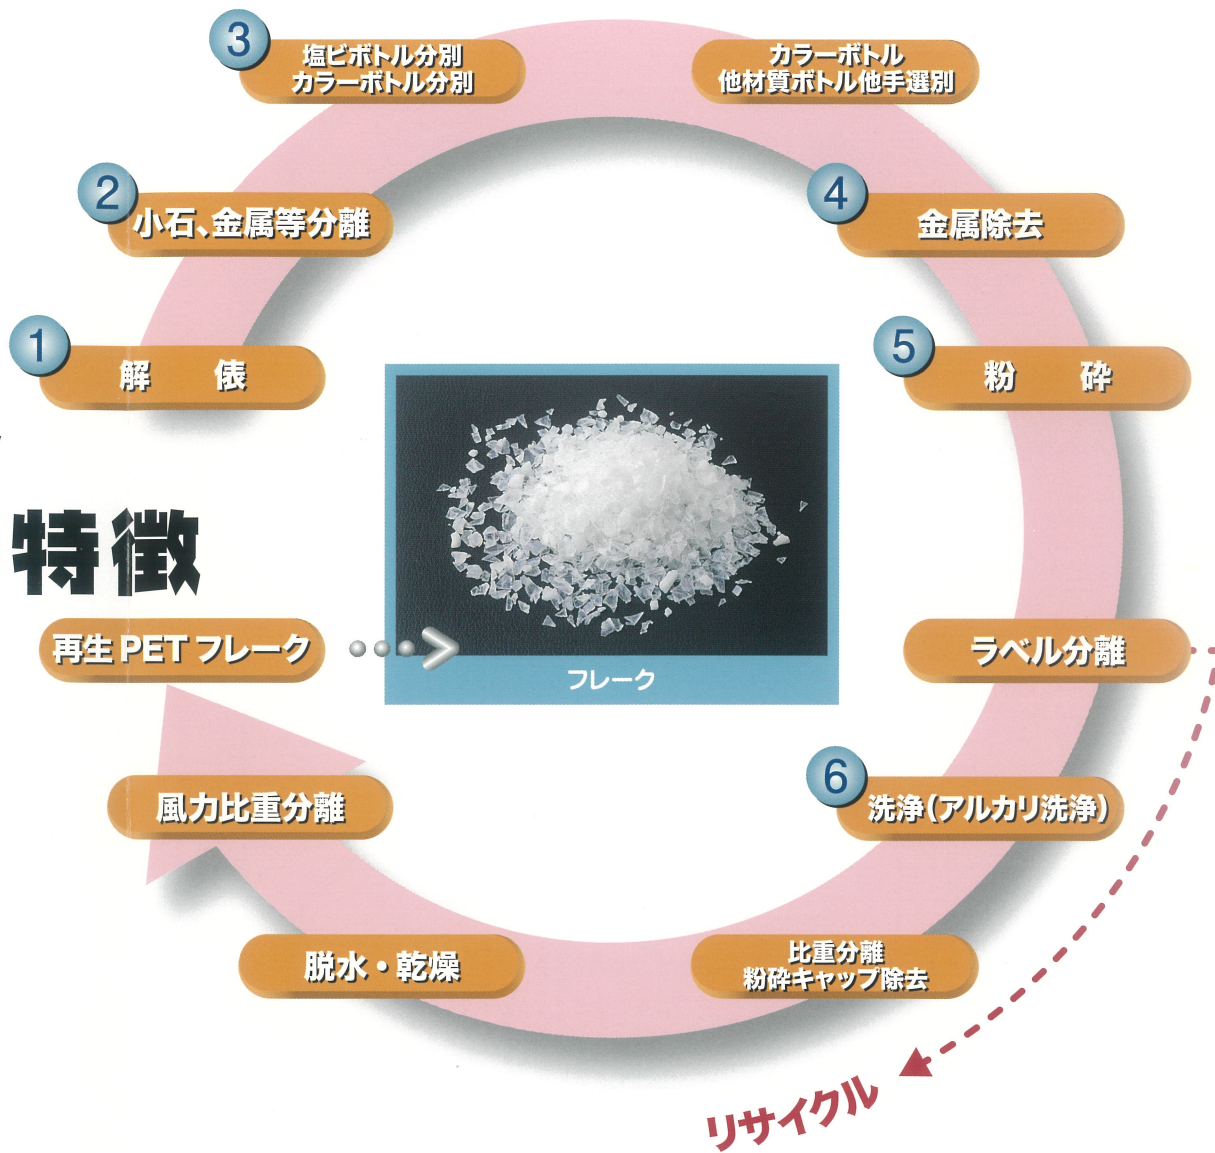 3
塩ビボトル分別
カラーボトル分別
カラーボトル
他材質ボトル他手選別
2
小石、金属等分離
4
金属除去
1
解　俵
5
粉　砕
特徴
再生 PET フレーク
フレーク
ラベル分離
風力比重分離
6
洗浄(アルカリ洗浄)
脱水・乾燥
比重分離
粉砕キャップ除去
リサイクル